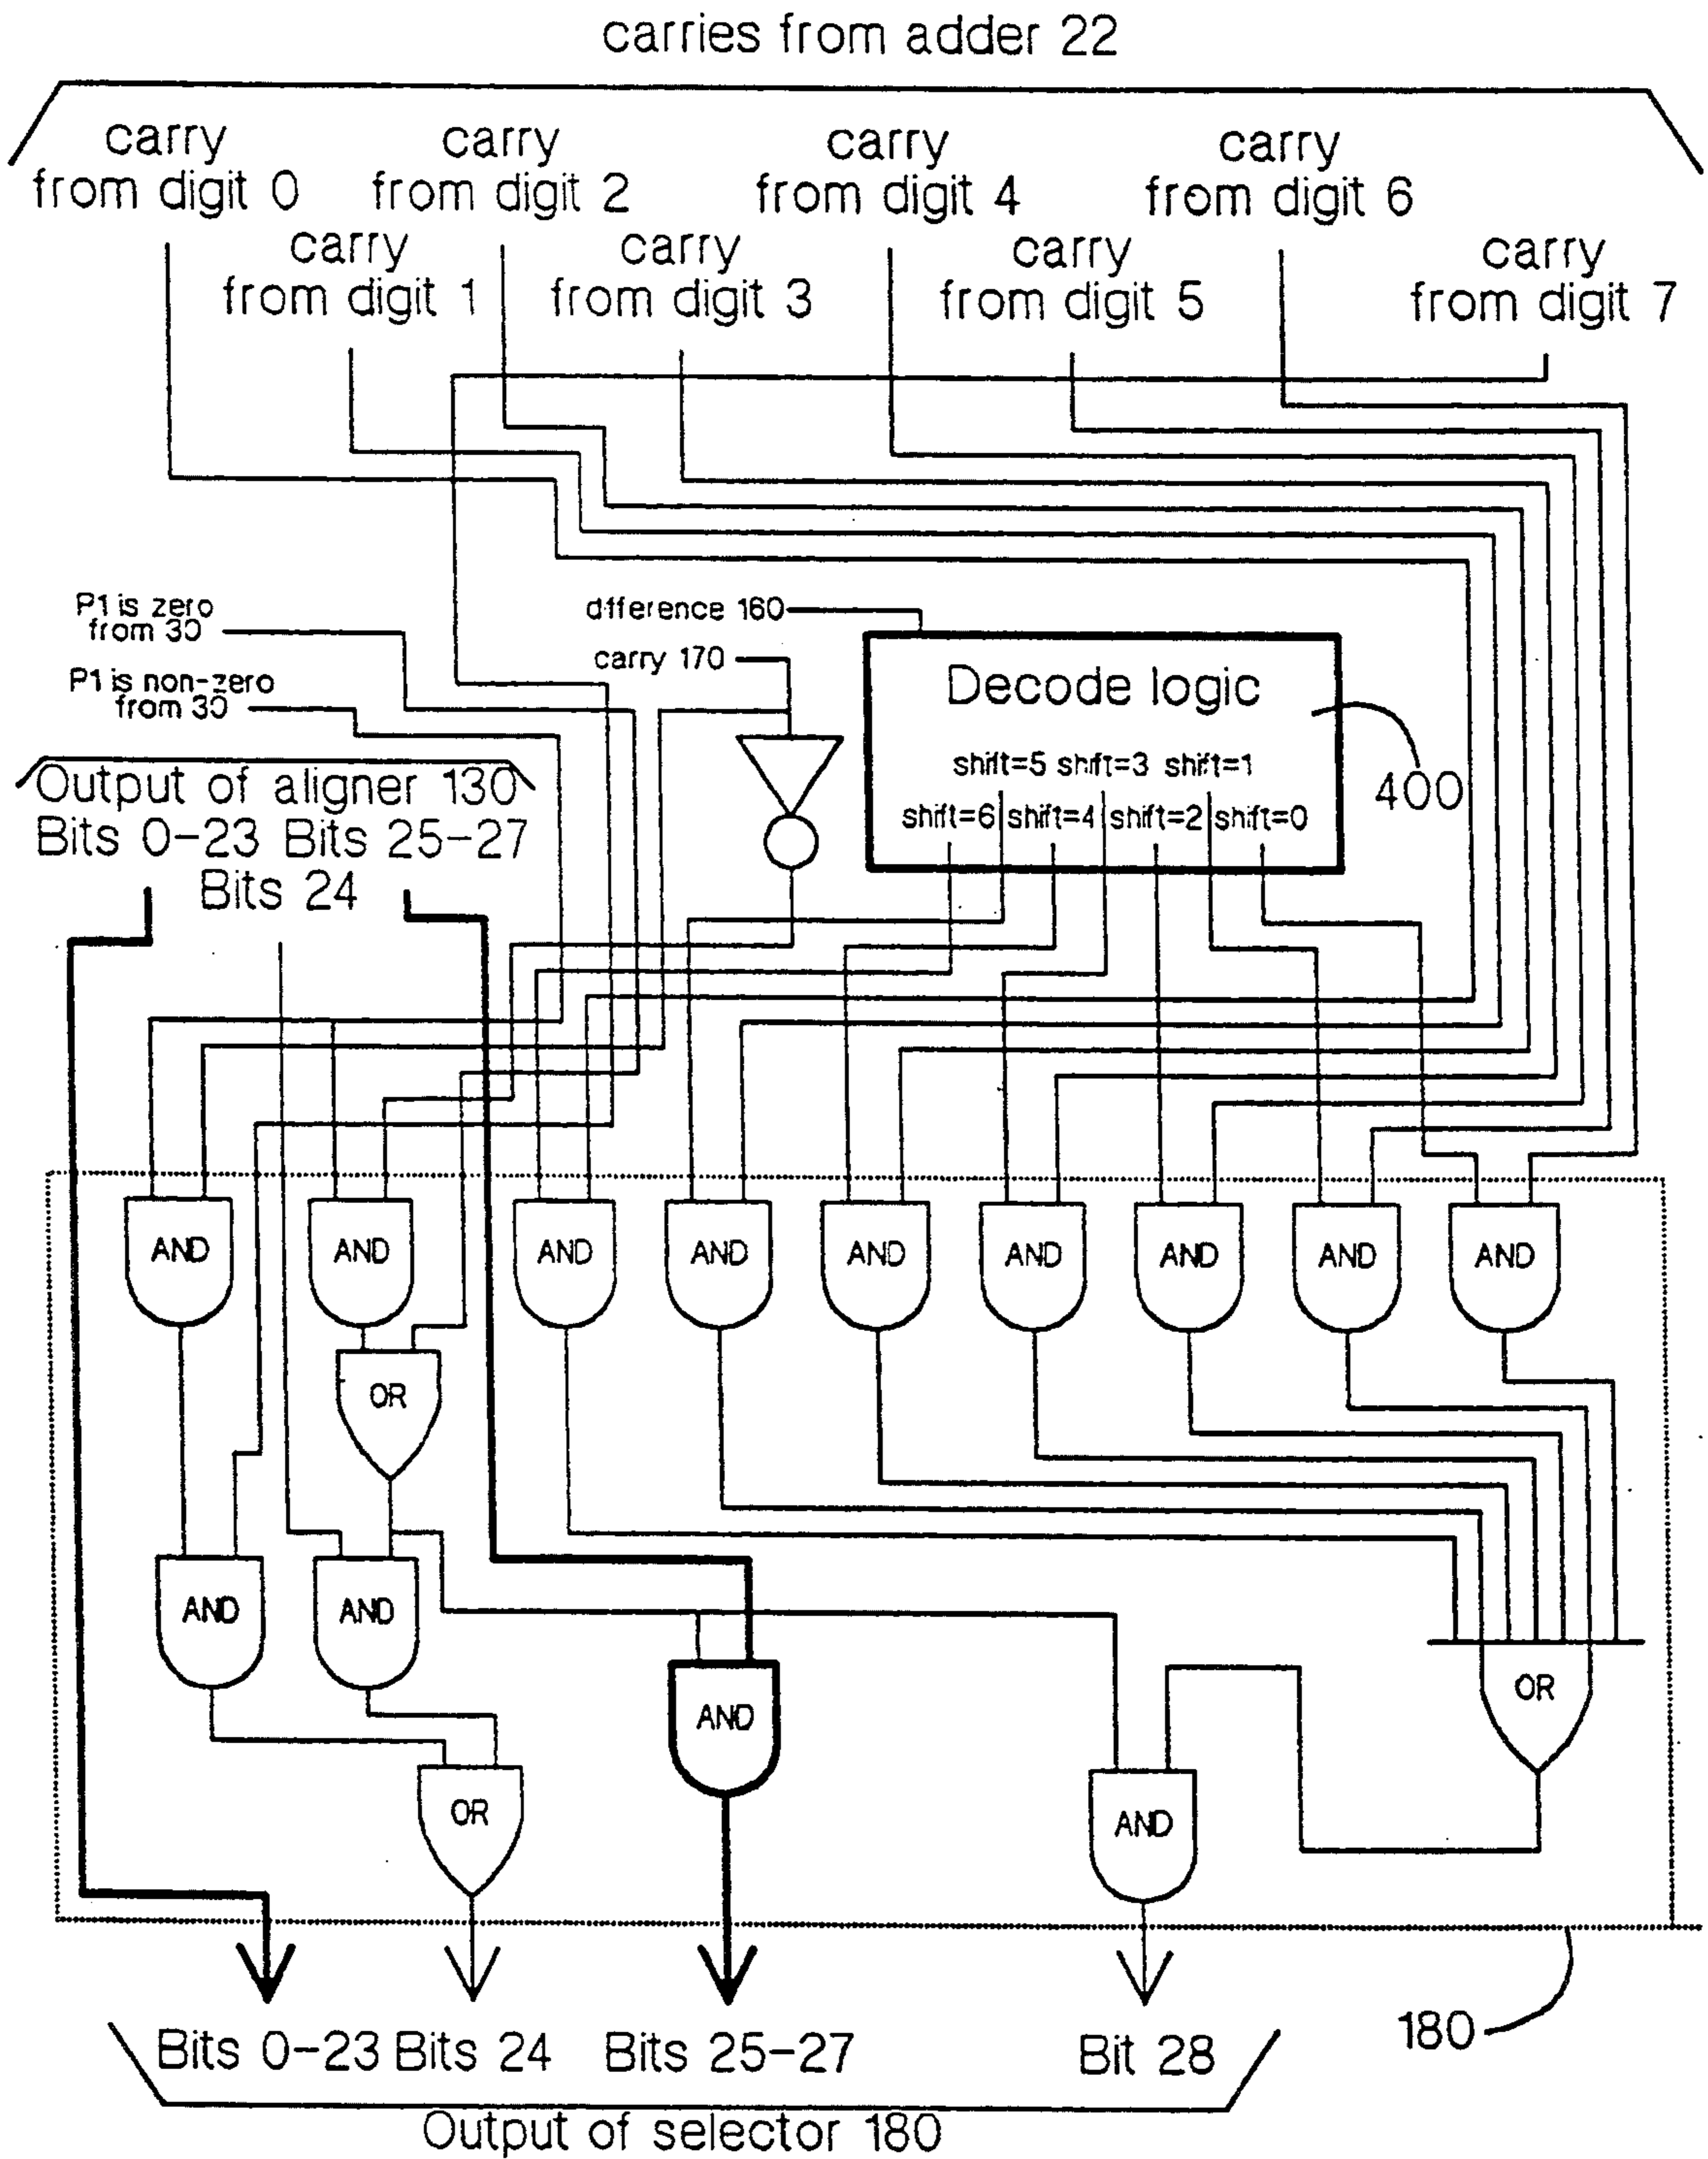 carries from adder 22
carry
from digit 0
carry
from digit 2
carry
from digit 4
carry
from digit 6
carry
from digit 1
carry
from digit 3
carry
from digit 5
carry
from digit 7
P1 is zero
from 30
P1 is non-zero
from 30
dfference 160
carry 170
Decode logic
shift=5 shift=3 shift=1
shift=6 shift=4 shift=2 shift=0
400
Output of aligner 130
Bits 0-23 Bits 25-27
Bits 24
AND AND AND AND AND AND AND AND AND
OR
AND AND
AND
OR
OR
AND
180
Bits 0-23 Bits 24 Bits 25-27 Bit 28
Output of selector 180